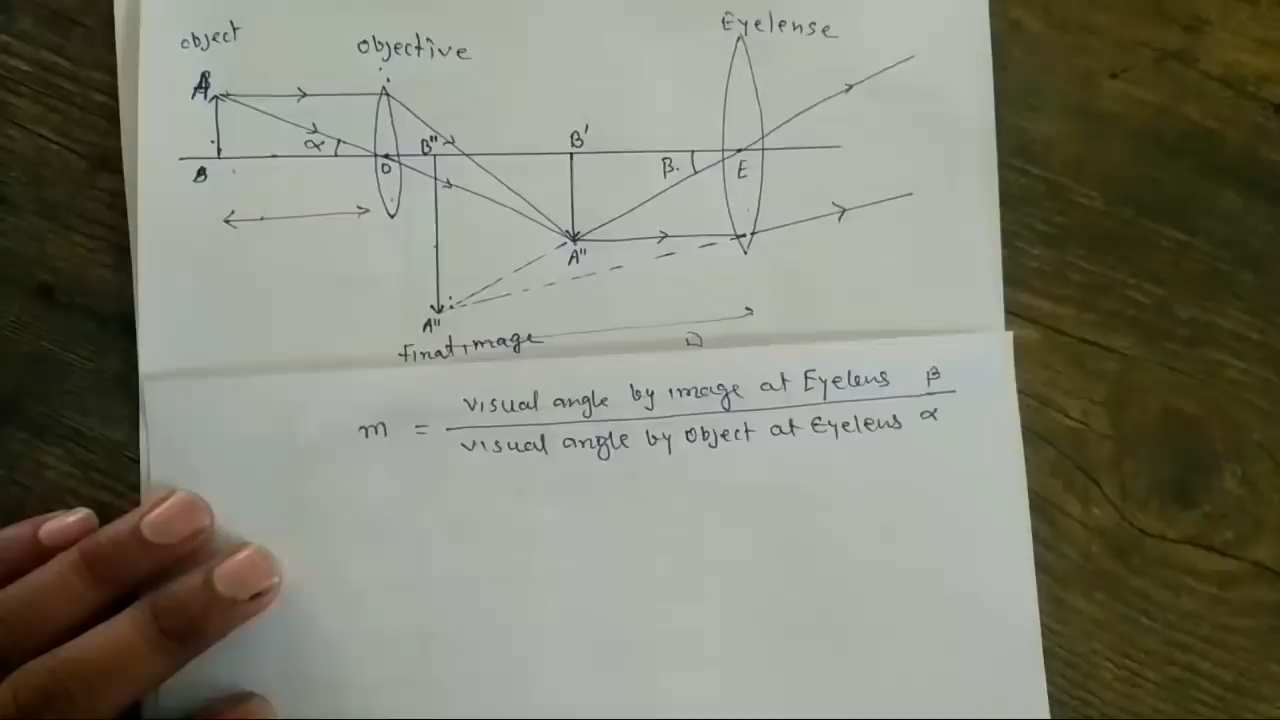 object
objective
Eyelense
A
B
α
O
B"
B'
β
E
A"
A"
final image
D
m = visual angle by image at Eyelens β
visual angle by object at Eyelens α